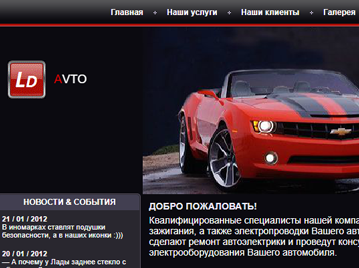 Главная Наши услуги Наши клиенты Галерея
LD
AVTO
НОВОСТИ & СОБЫТИЯ
21 / 01 / 2012
В иномарках ставят подушки
безопасности, а в наших иконки :)))
20 / 01 / 2012
— А почему у Лады заднее стекло с
ДОБРО ПОЖАЛОВАТЬ!
Квалифицированные специалисты нашей компа
зажигания, а также электропроводки Вашего авт
сделают ремонт автоэлектрики и проведут конс
электрооборудования Вашего автомобиля.